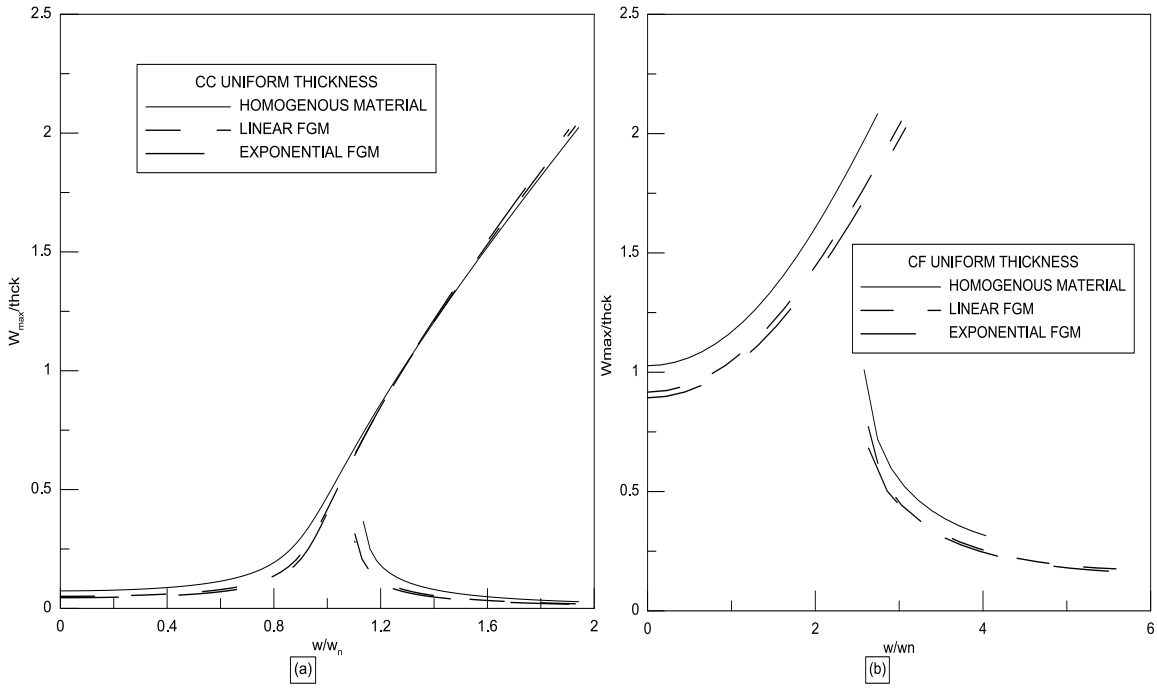 2.5
2
1.5
1
0.5
0
W_max/thck
CC UNIFORM THICKNESS
HOMOGENOUS MATERIAL
LINEAR FGM
EXPONENTIAL FGM
0 0.4 0.8 1.2 1.6 2
w/w_n
(a)
2.5
2
1.5
1
0.5
0
Wmax/thck
CF UNIFORM THICKNESS
HOMOGENOUS MATERIAL
LINEAR FGM
EXPONENTIAL FGM
0 2 4 6
w/wn
(b)